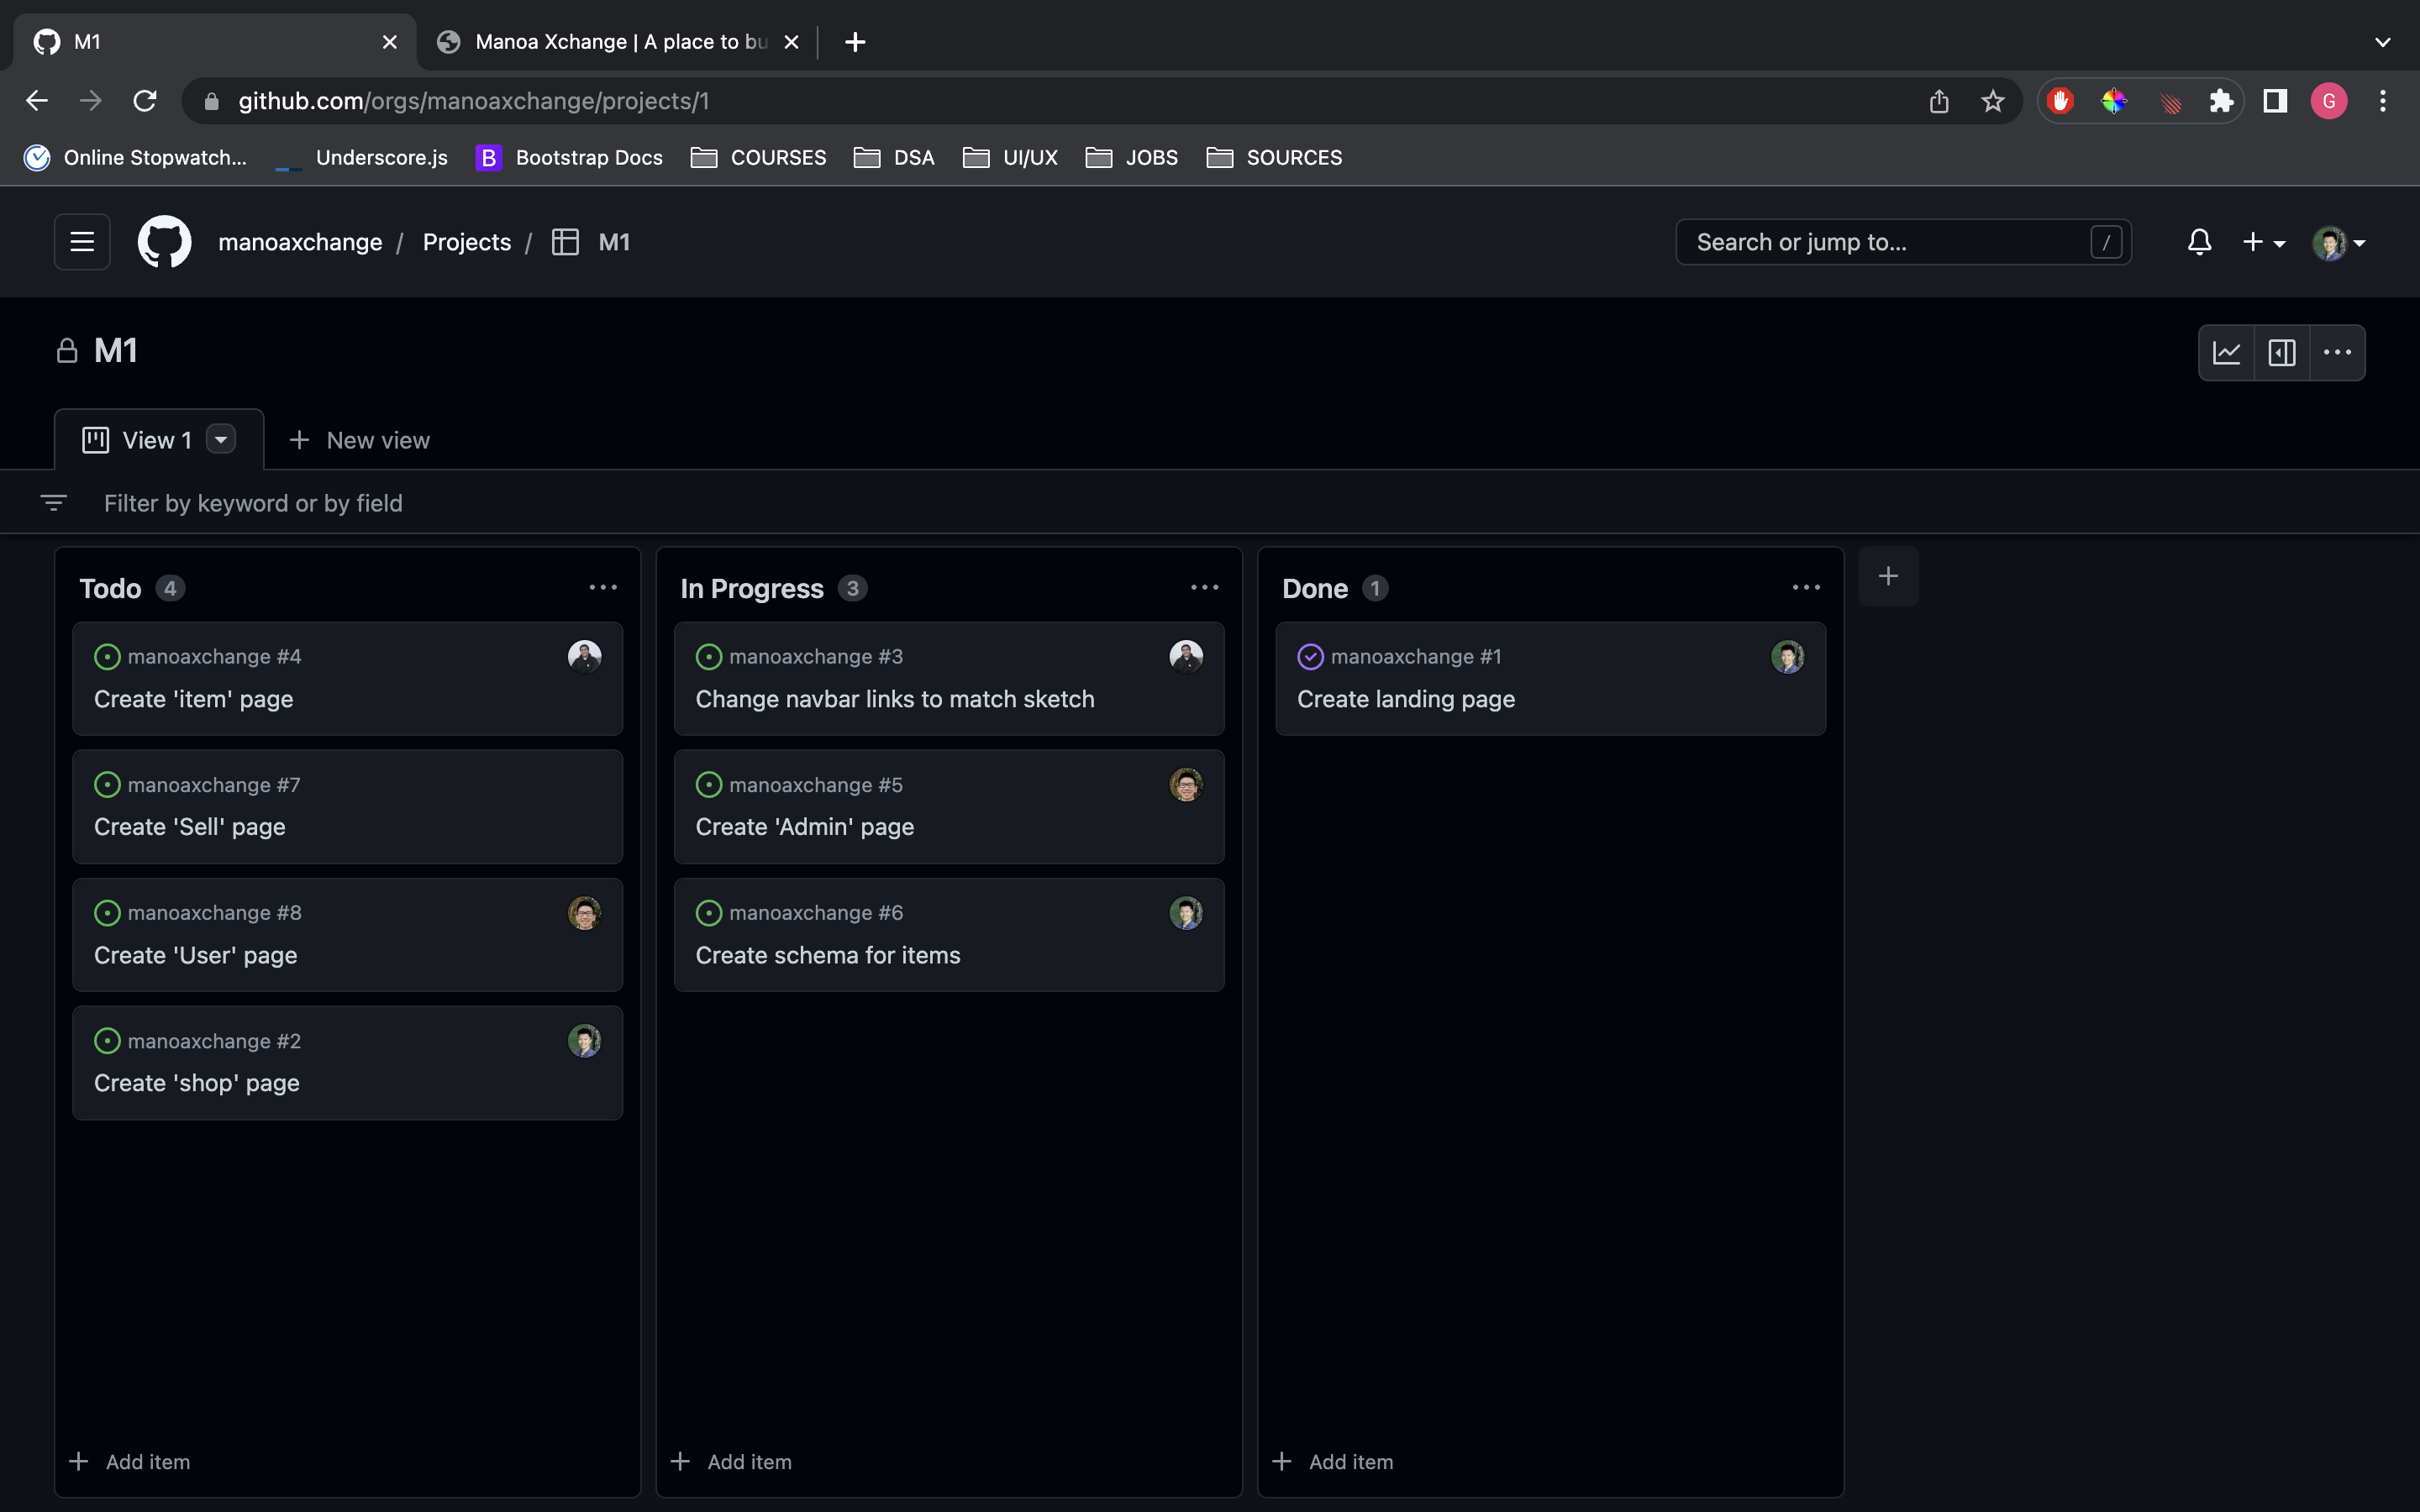 M1
Manoa Xchange | A place to bu
github.com/orgs/manoaxchange/projects/1
G
Online Stopwatch...
Underscore.js
B Bootstrap Docs
COURSES
DSA
UI/UX
JOBS
SOURCES
manoaxchange / Projects / M1
Search or jump to... /
M1
View 1
New view
Filter by keyword or by field
Todo 4
manoaxchange #4
Create 'item' page
manoaxchange #7
Create 'Sell' page
manoaxchange #8
Create 'User' page
manoaxchange #2
Create 'shop' page
Add item
In Progress 3
manoaxchange #3
Change navbar links to match sketch
manoaxchange #5
Create 'Admin' page
manoaxchange #6
Create schema for items
Add item
Done 1
manoaxchange #1
Create landing page
Add item